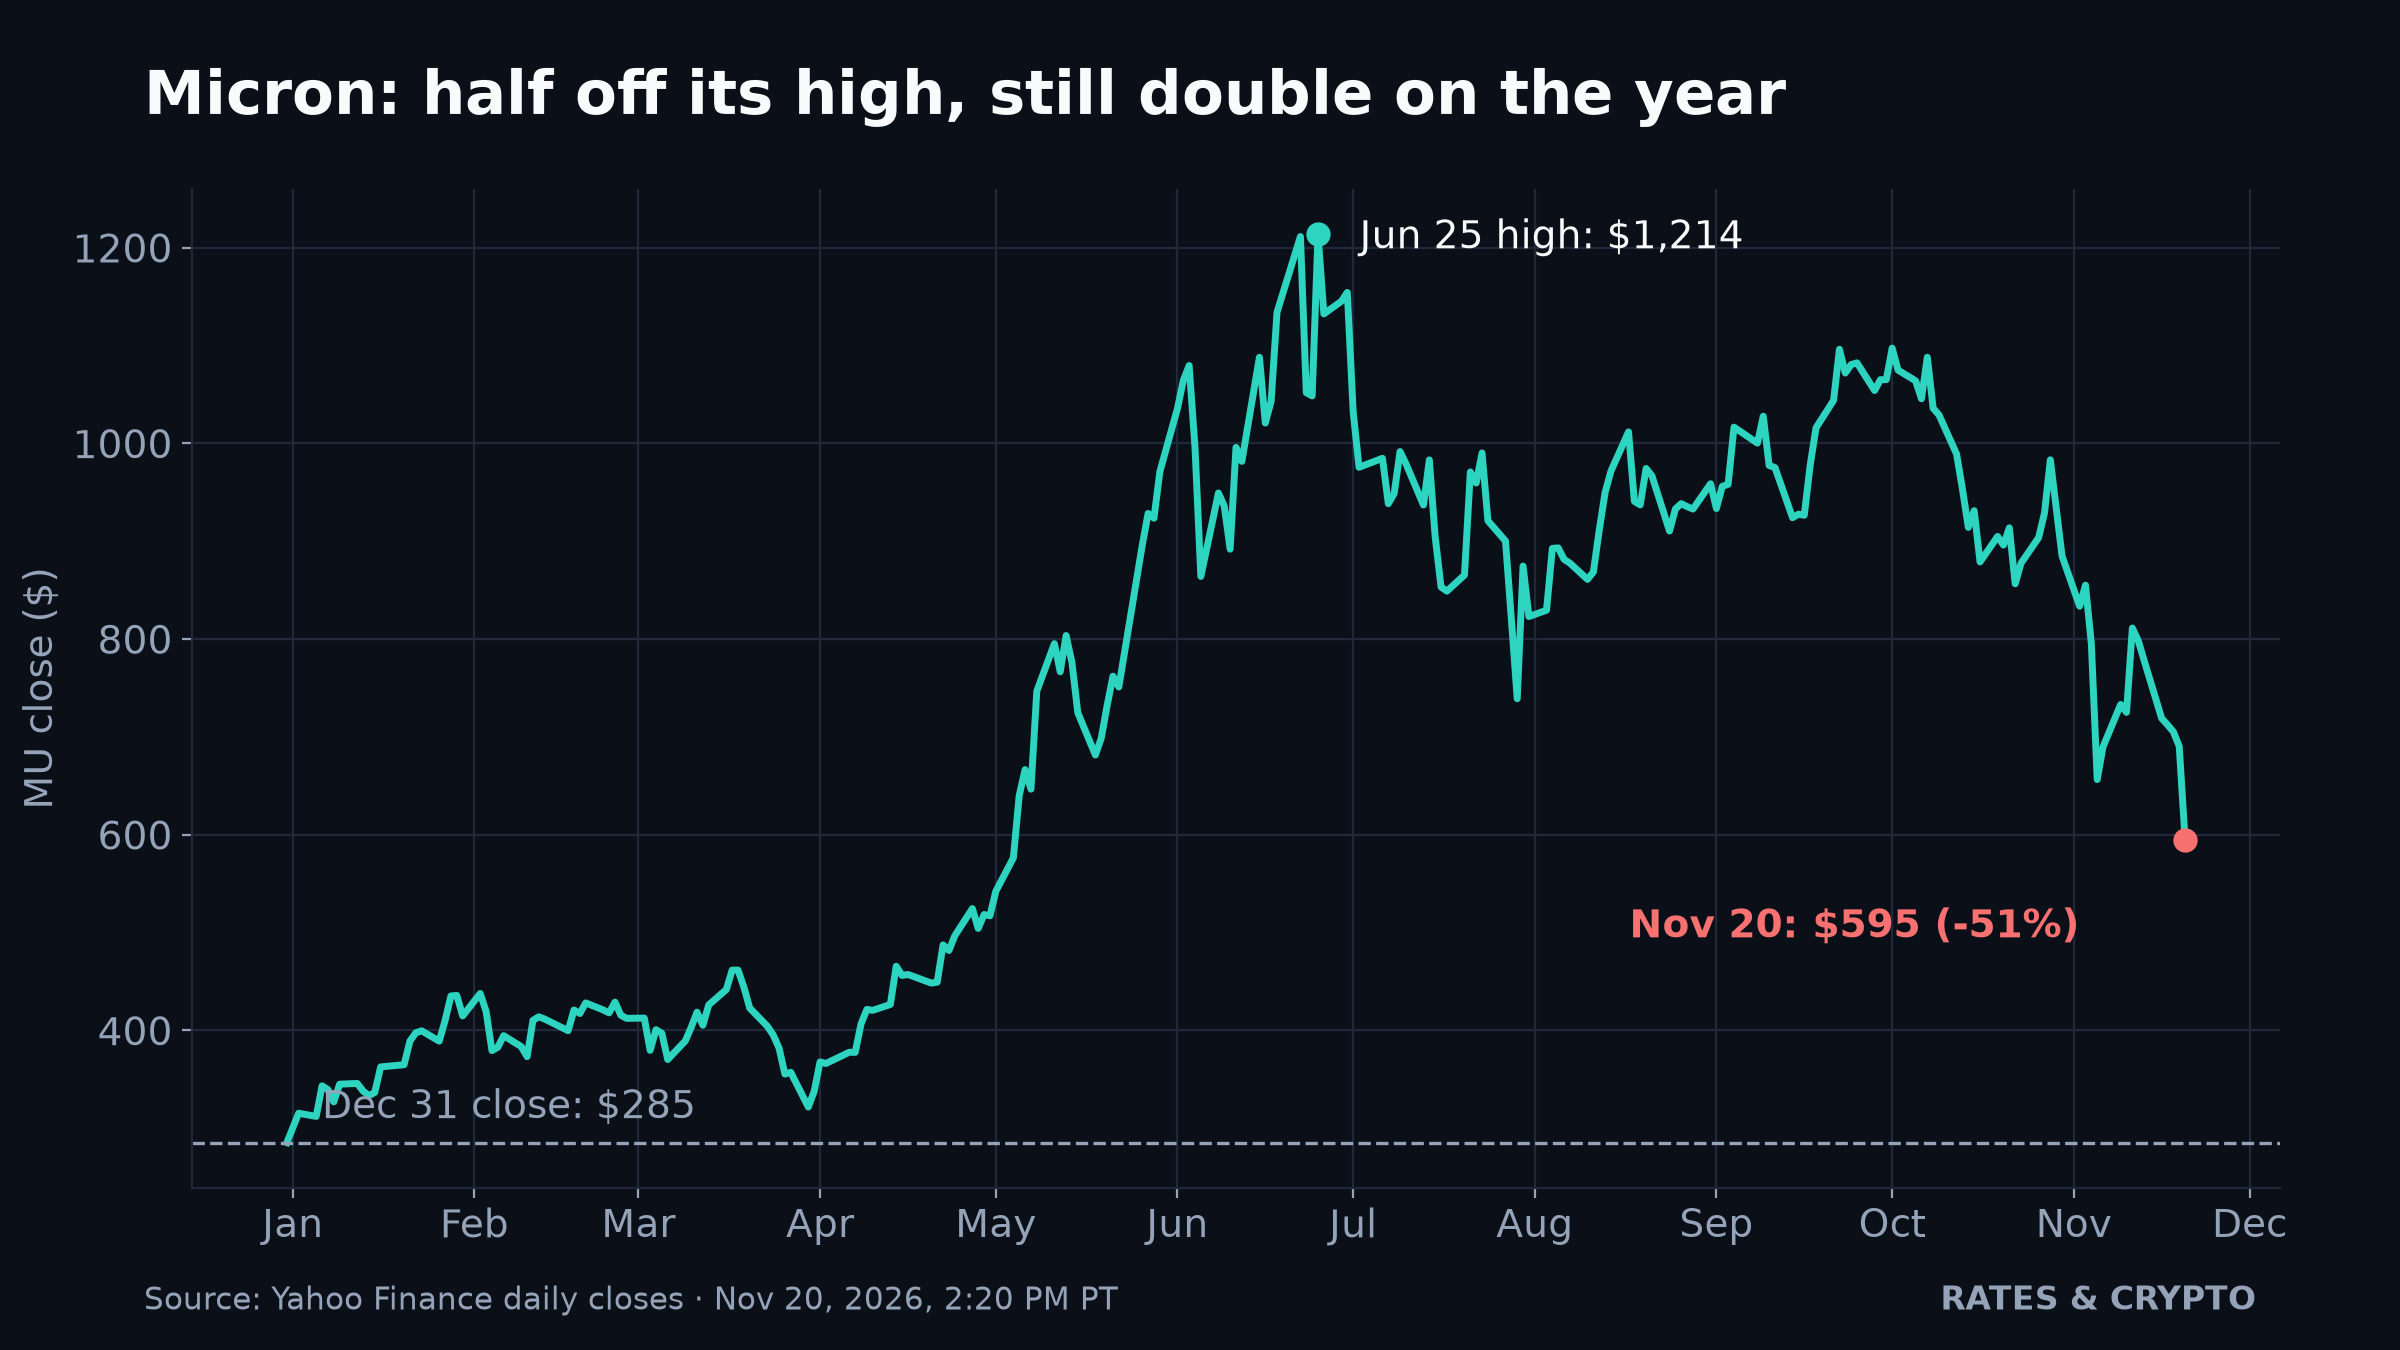 Micron: half off its high, still double on the year
Jun 25 high: $1,214
1200
1000
800
600
400
MU close ($)
Nov 20: $595 (-51%)
Dec 31 close: $285
Jan Feb Mar Apr May Jun Jul Aug Sep Oct Nov Dec
Source: Yahoo Finance daily closes · Nov 20, 2026, 2:20 PM PT
RATES & CRYPTO